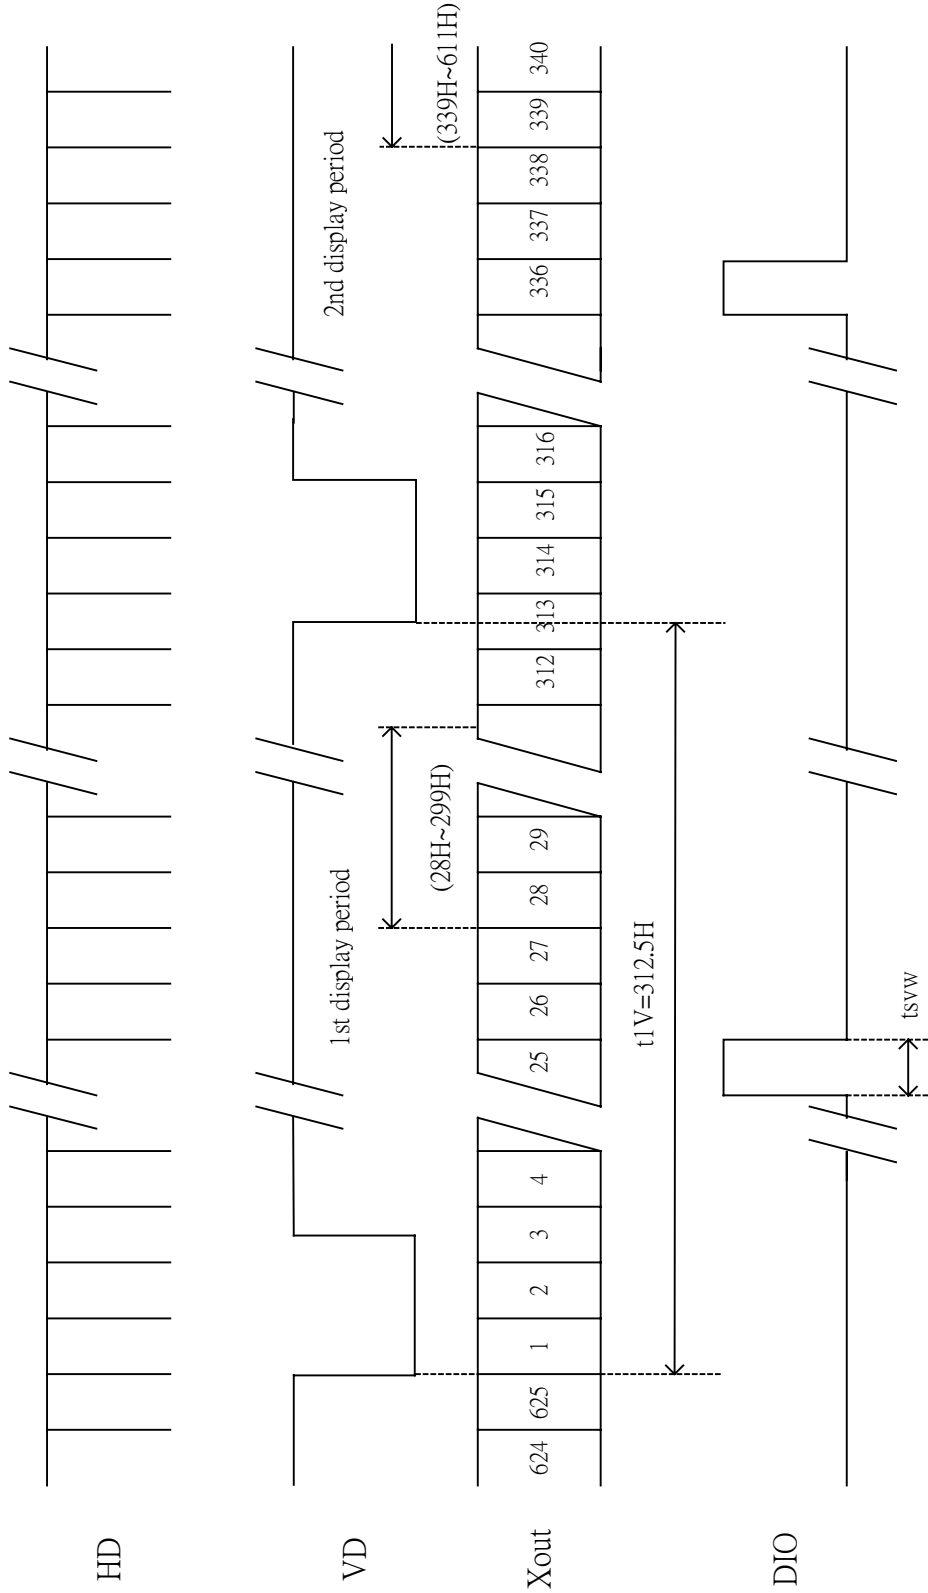 HD
VD
1st display period
2nd display period
(28H~299H)
(339H~611H)
Xout
624 625 1 2 3 4 25 26 27 28 29 312 313 314 315 316 336 337 338 339 340
t1V=312.5H
DIO
tsvw